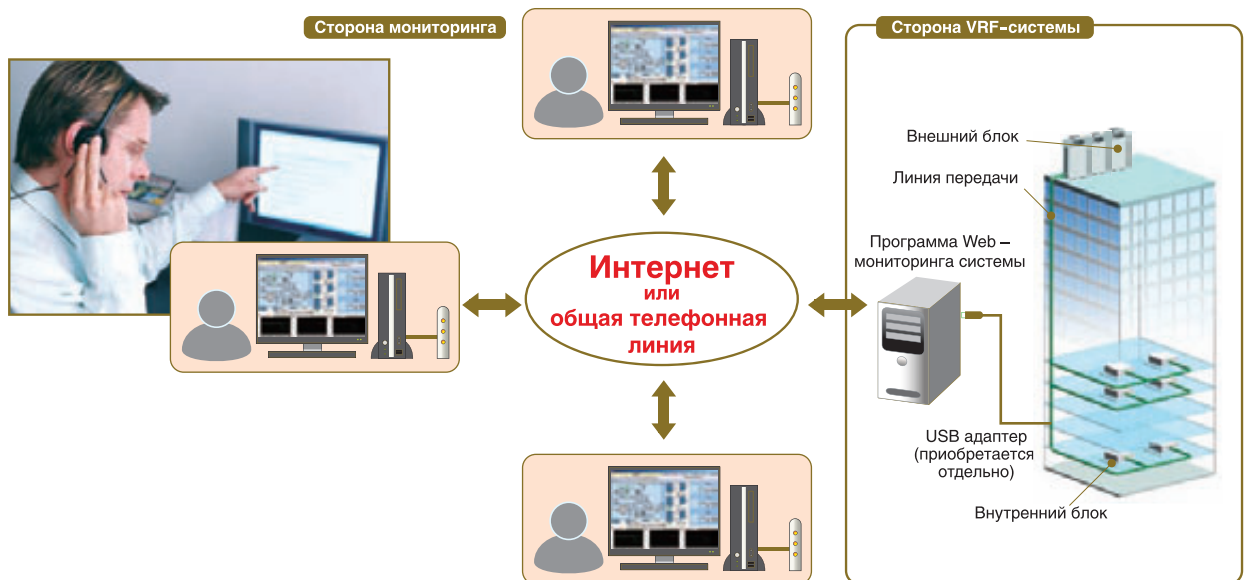 Сторона мониторинга
Сторона VRF-системы
Внешний блок
Линия передачи
Программа Web –
мониторинга системы
Интернет
или
общая телефонная
линия
USB адаптер
(приобретается
отдельно)
Внутренний блок